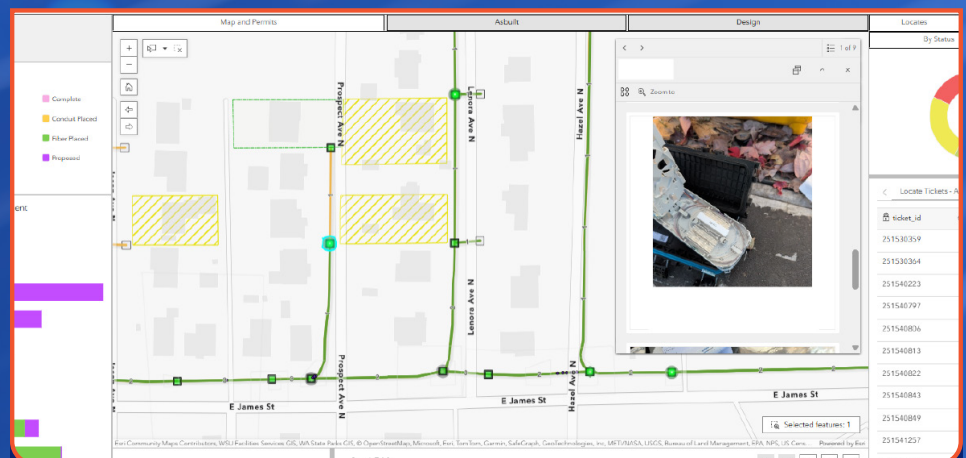 Map and Permits
Asbuilt
Design
Locates
By Status
1 of 9
Zoom to
Complete
Conduit Placed
Fiber Placed
Proposed
ent
Prospect Ave N
Lenora Ave N
Hazel Ave N
Lenora Ave N
Prospect Ave N
Hazel Ave N
E James St
E James St
E James St
Locate Tickets - A
ticket_id
251530359
251530364
251540223
251540797
251540806
251540813
251540822
251540843
251540849
251541257
Selected features: 1
Esri Community Maps Contributors, WSU Facilities Services GIS, WA State Parks GIS, © OpenStreetMap, Microsoft, Esri, TomTom, Garmin, SafeGraph, GeoTechnologies, Inc, METI/NASA, USGS, Bureau of Land Management, EPA, NPS, US Cens...
Powered by Esri